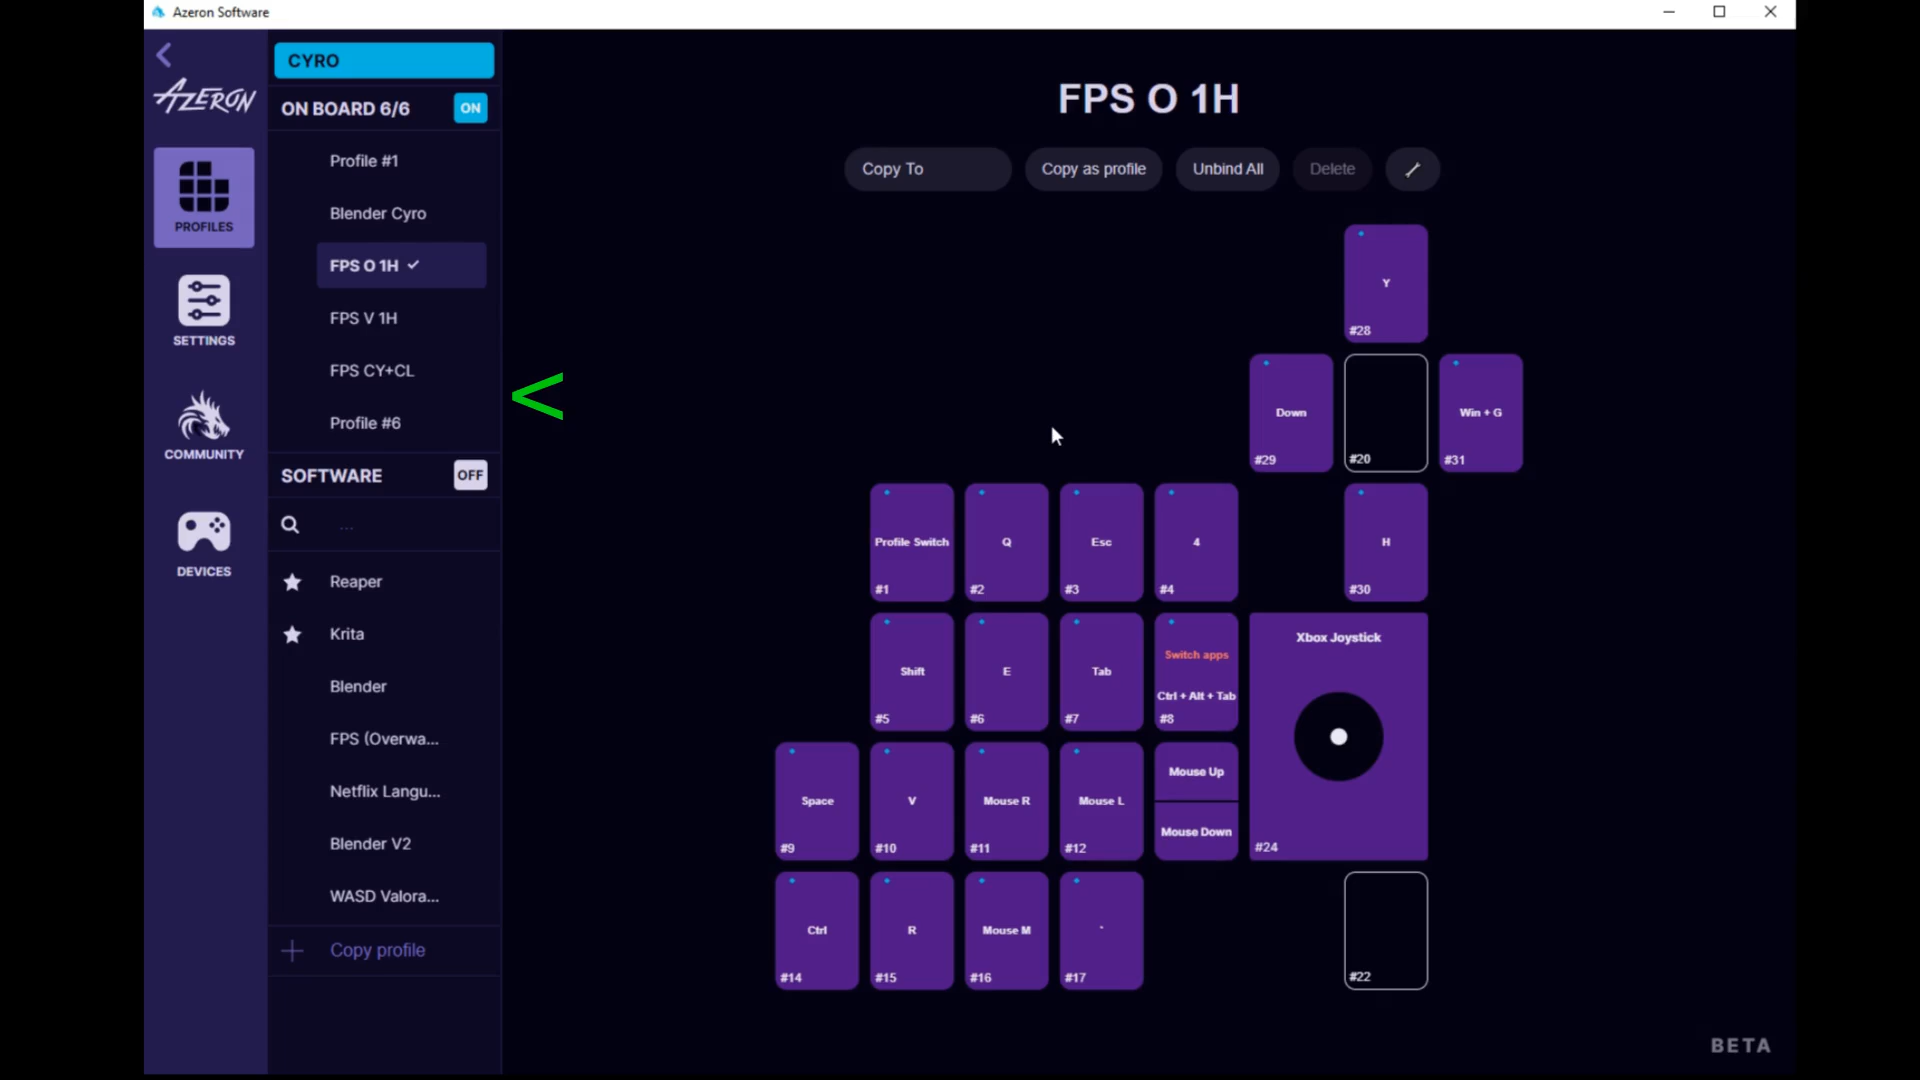 Azeron Software
AZERON
PROFILES
SETTINGS
COMMUNITY
DEVICES
CYRO
ON BOARD 6/6
ON
Profile #1
Blender Cyro
FPS O 1H
FPS V 1H
FPS CY+CL
Profile #6
SOFTWARE
OFF
...
Reaper
Krita
Blender
FPS (Overwa...
Netflix Langu...
Blender V2
WASD Valora...
Copy profile
<
FPS O 1H
Copy To
Copy as profile
Unbind All
Delete
Y
#28
Down
#29
#20
Win + G
#31
Profile Switch
#1
Q
#2
Esc
#3
4
#4
H
#30
Shift
#5
E
#6
Tab
#7
Switch apps
Ctrl + Alt + Tab
#8
Xbox Joystick
#24
Space
#9
V
#10
Mouse R
#11
Mouse L
#12
Mouse Up
Mouse Down
Ctrl
#14
R
#15
Mouse M
#16
#17
#22
BETA